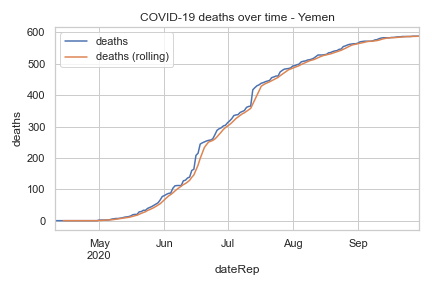 COVID-19 deaths over time - Yemen
deaths
deaths (rolling)
600
500
400
300
200
100
0
deaths
May
2020
Jun
Jul
Aug
Sep
dateRep